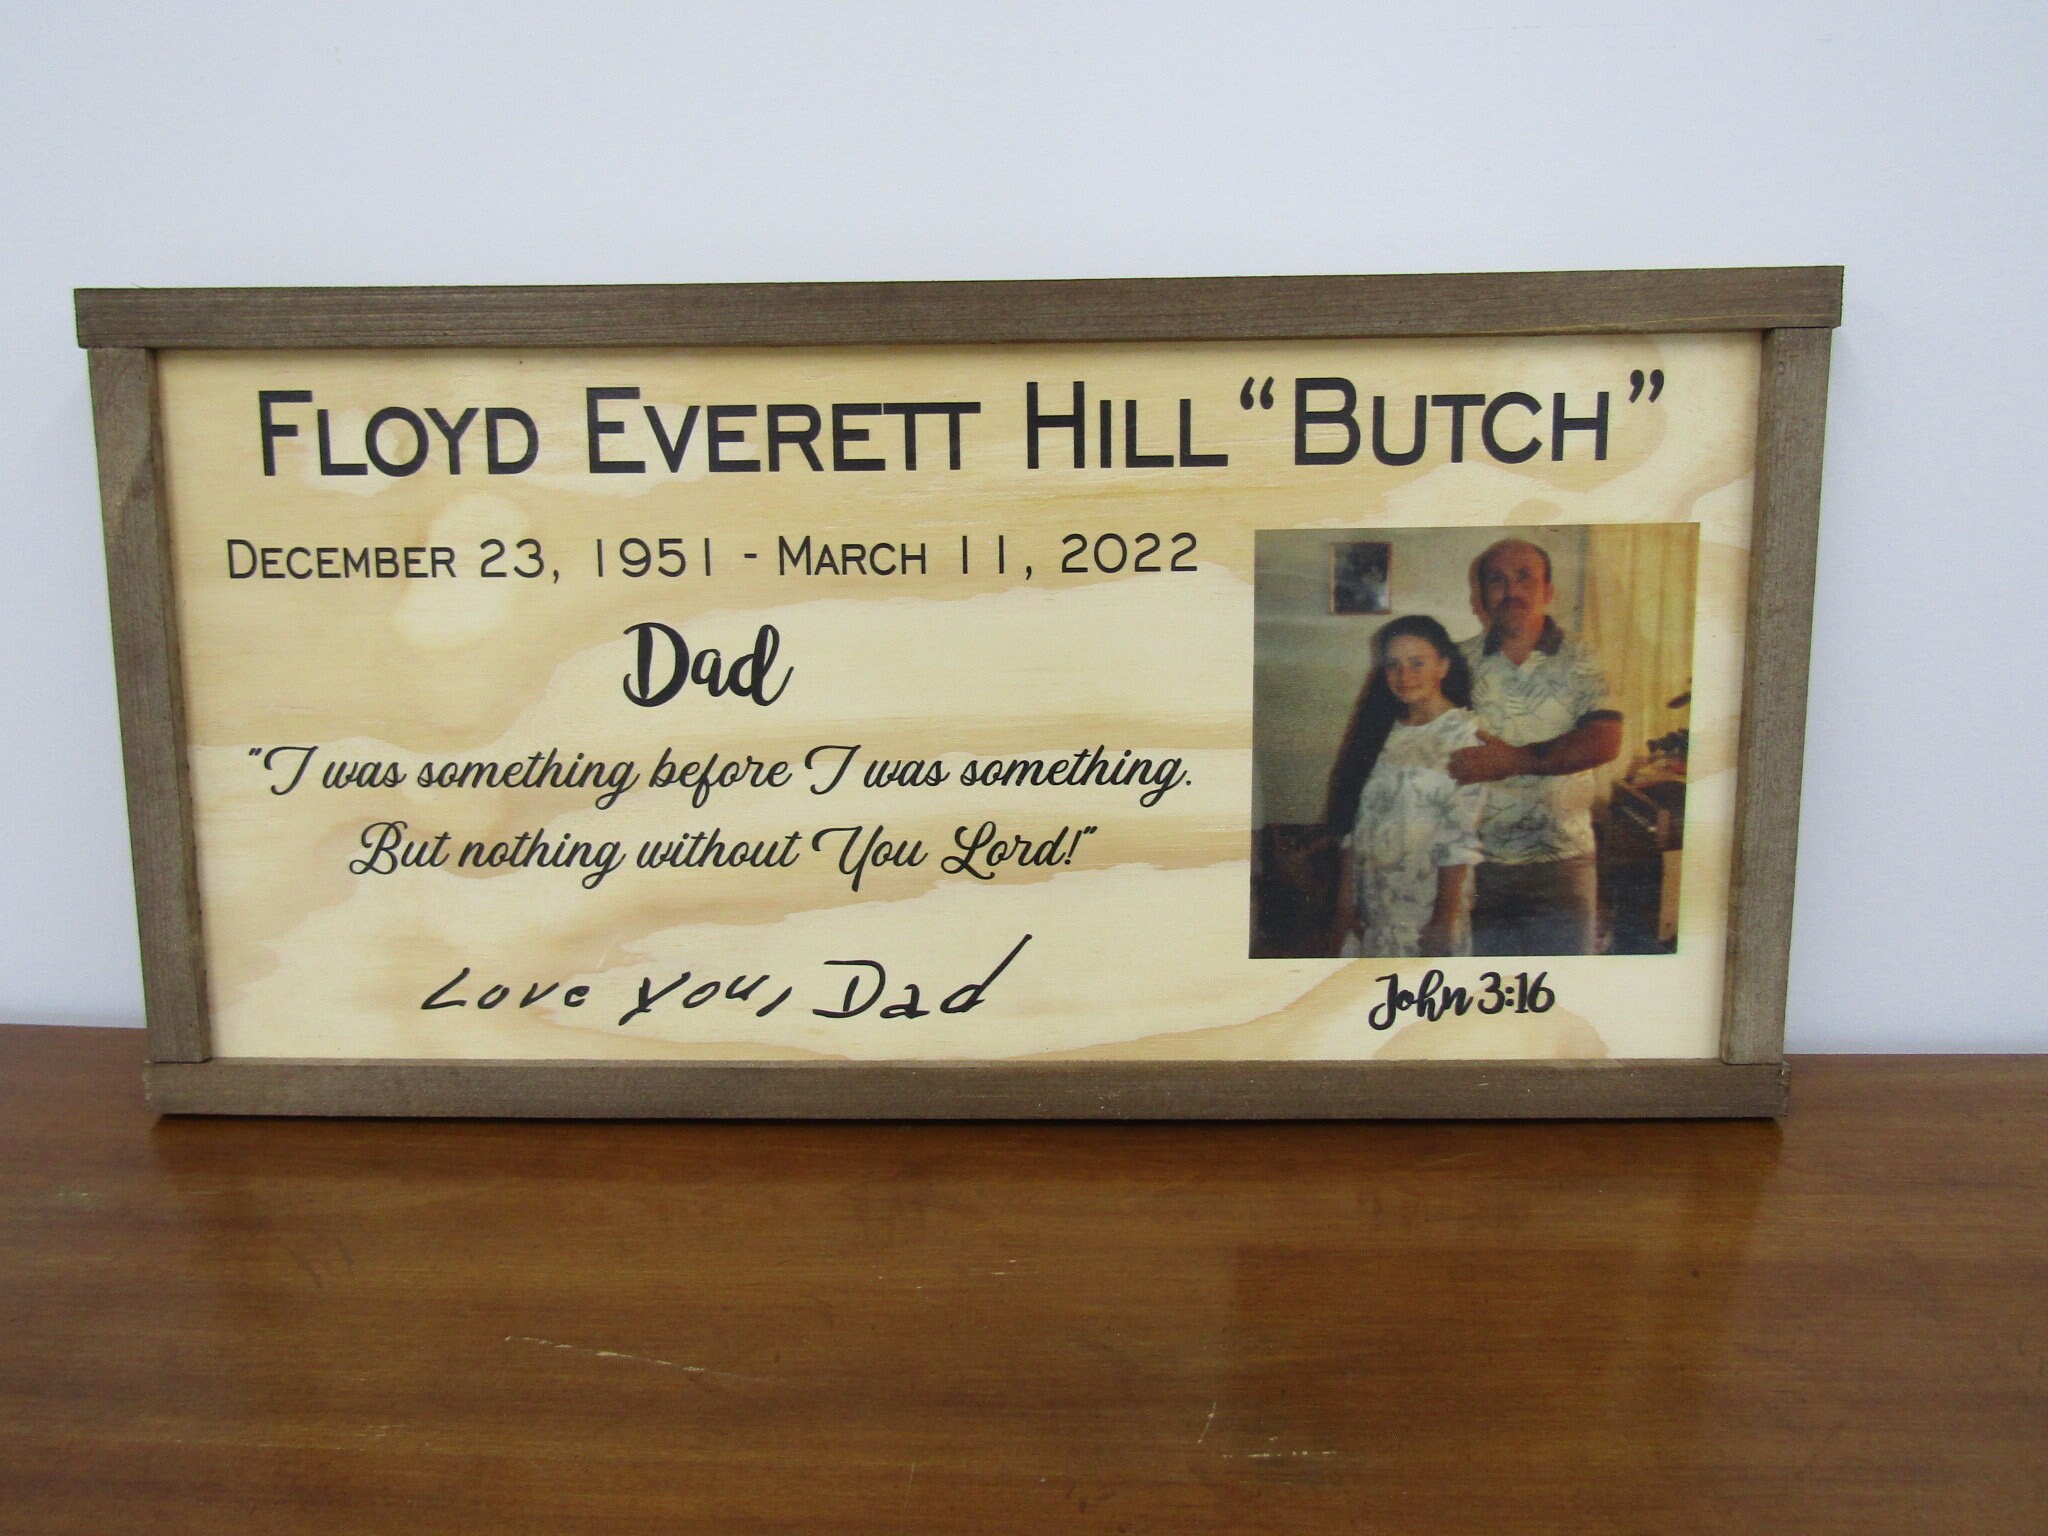 FLOYD EVERETT HILL “BUTCH”
DECEMBER 23, 1951 - MARCH 11, 2022
Dad
"I was something before I was something.
But nothing without You Lord!"
Love you, Dad
John 3:16